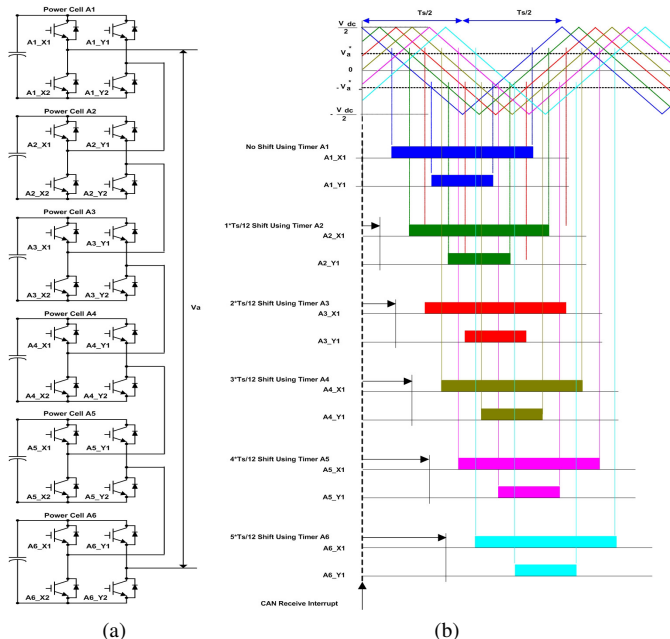 Power Cell A1
A1_X1 A1_Y1
A1_X2 A1_Y2
Power Cell A2
A2_X1 A2_Y1
A2_X2 A2_Y2
Power Cell A3
A3_X1 A3_Y1
A3_X2 A3_Y2
Va
Power Cell A4
A4_X1 A4_Y1
A4_X2 A4_Y2
Power Cell A5
A5_X1 A5_Y1
A5_X2 A5_Y2
Power Cell A6
A6_X1 A6_Y1
A6_X2 A6_Y2
(a)
Ts/2 Ts/2
V_dc
2
V_a*
0
- V_a*
- V_dc
2
No Shift Using Timer A1
A1_X1
A1_Y1
1*Ts/12 Shift Using Timer A2
A2_X1
A2_Y1
2*Ts/12 Shift Using Timer A3
A3_X1
A3_Y1
3*Ts/12 Shift Using Timer A4
A4_X1
A4_Y1
4*Ts/12 Shift Using Timer A5
A5_X1
A5_Y1
5*Ts/12 Shift Using Timer A6
A6_X1
A6_Y1
CAN Receive Interrupt
(b)